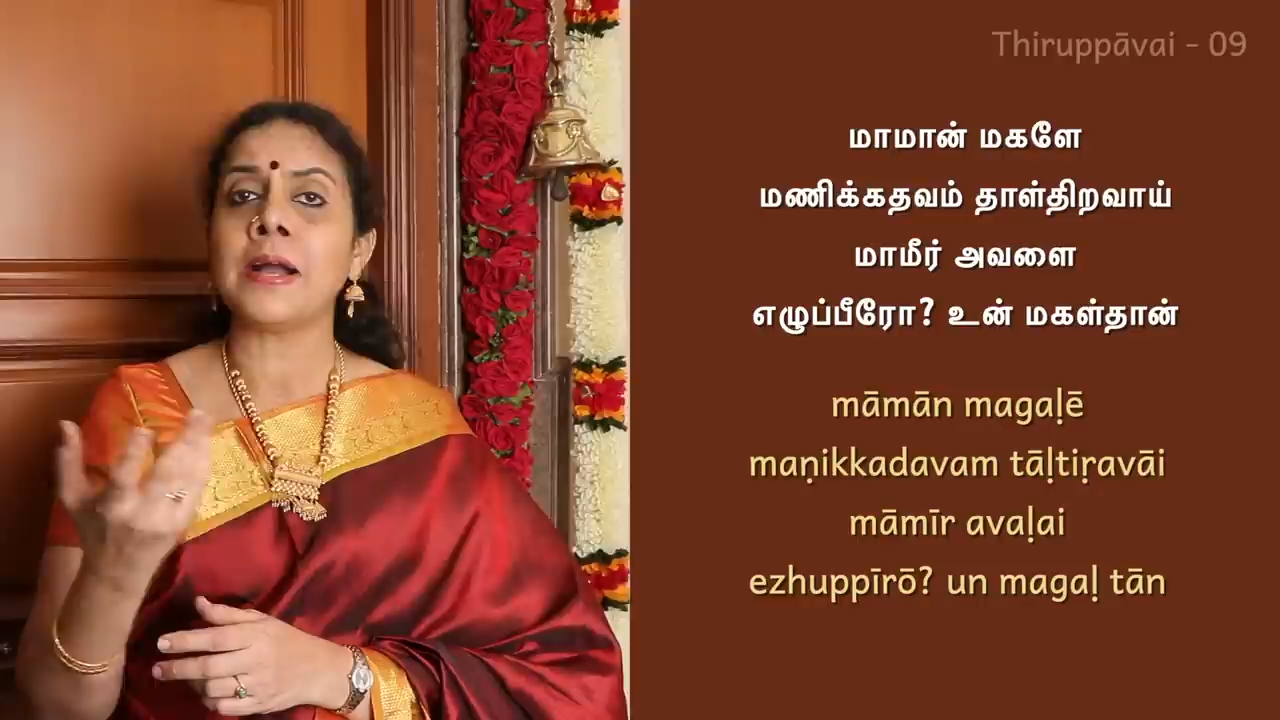 Thiruppāvai - 09
மாமான் மகளே
மணிக்கதவம் தாள்திறவாய்
மாமீர் அவளை
எழுப்பீரோ? உன் மகள்தான்
māmān magaḷē
maṇikkadavam tāḷtiṛavāi
māmīr avaḷai
ezhuppīrō? un magaḷ tān